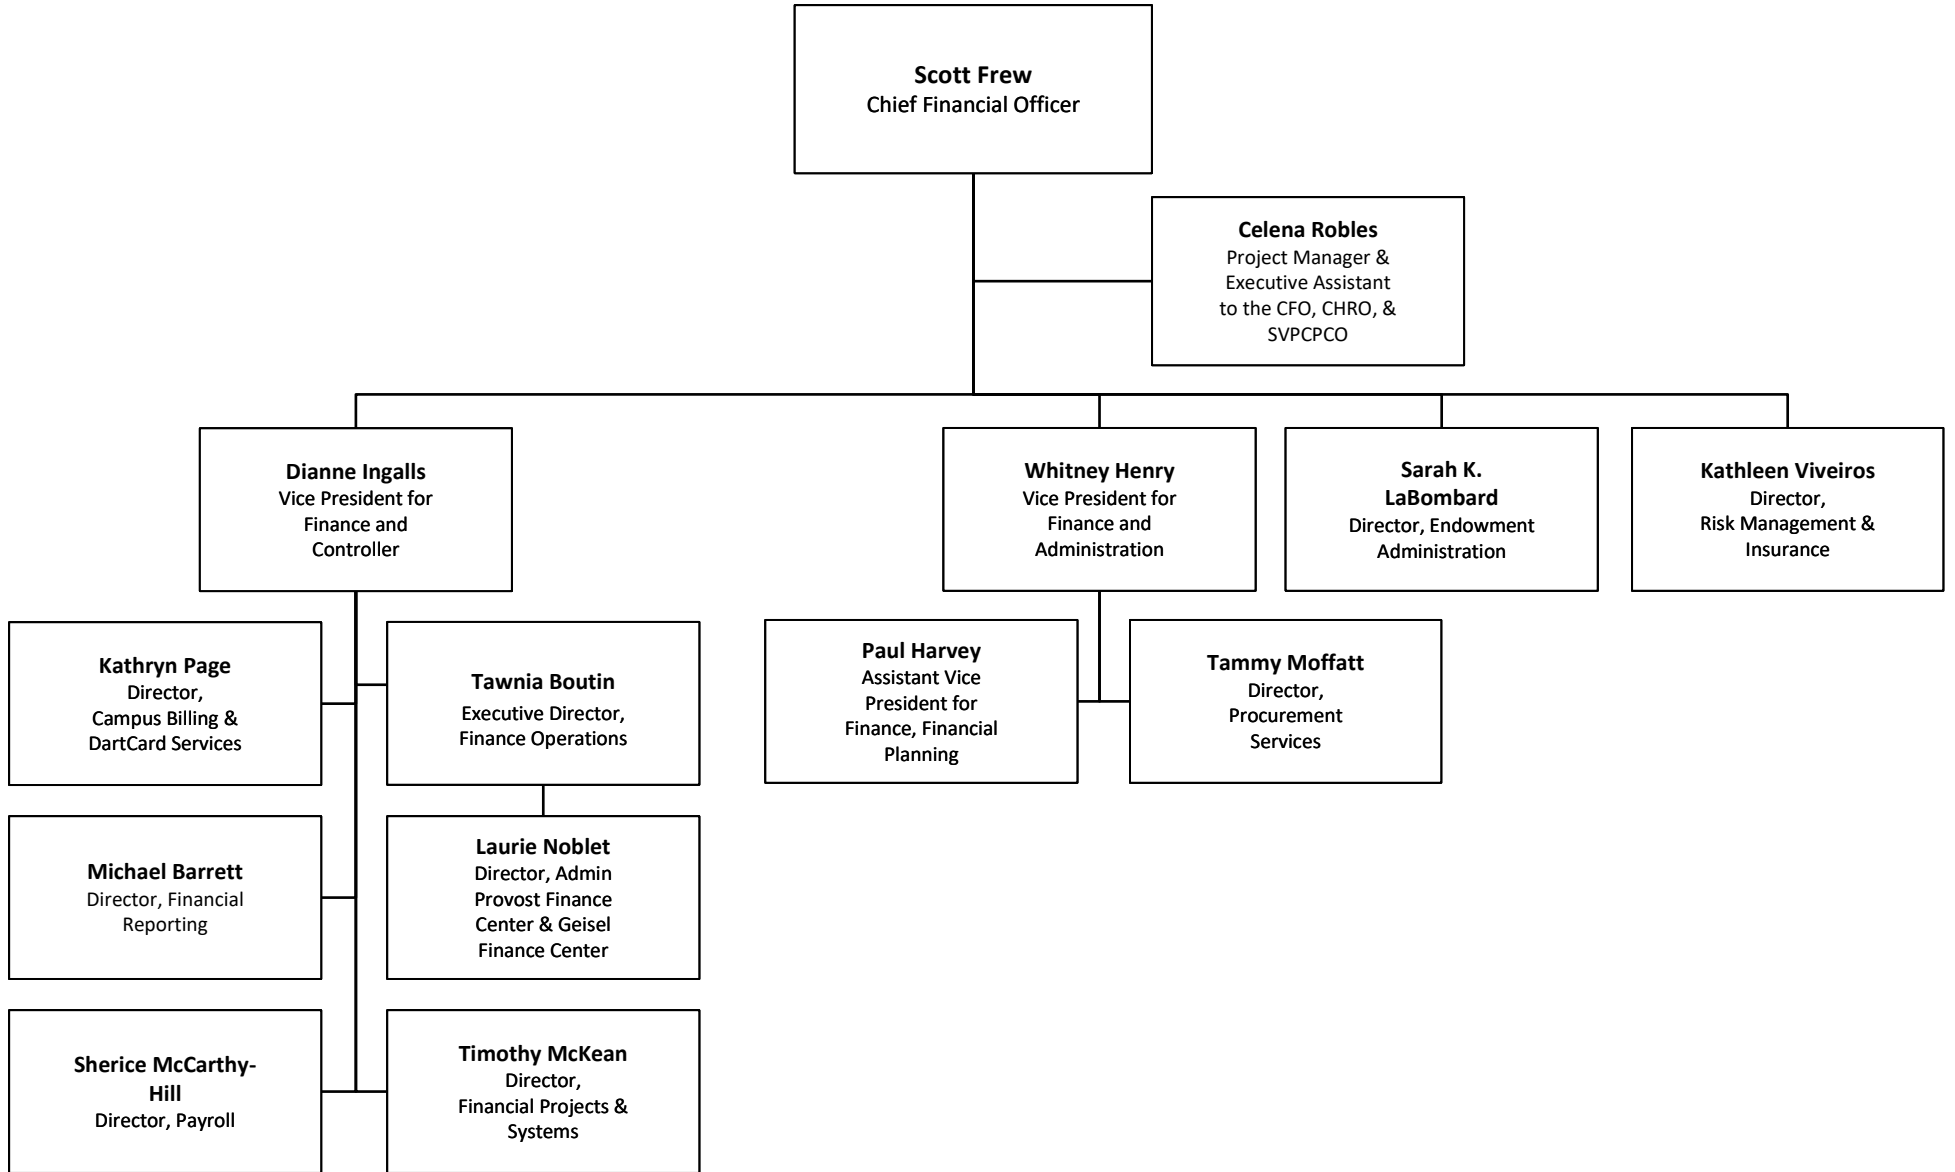 Scott Frew
Chief Financial Officer
Celena Robles
Project Manager &
Executive Assistant
to the CFO, CHRO, &
SVPCPCO
Dianne Ingalls
Vice President for
Finance and
Controller
Whitney Henry
Vice President for
Finance and
Administration
Sarah K.
LaBombard
Director, Endowment
Administration
Kathleen Viveiros
Director,
Risk Management &
Insurance
Kathryn Page
Director,
Campus Billing &
DartCard Services
Tawnia Boutin
Executive Director,
Finance Operations
Paul Harvey
Assistant Vice
President for
Finance, Financial
Planning
Tammy Moffatt
Director,
Procurement
Services
Michael Barrett
Director, Financial
Reporting
Laurie Noblet
Director, Admin
Provost Finance
Center & Geisel
Finance Center
Sherice McCarthy-
Hill
Director, Payroll
Timothy McKean
Director,
Financial Projects &
Systems